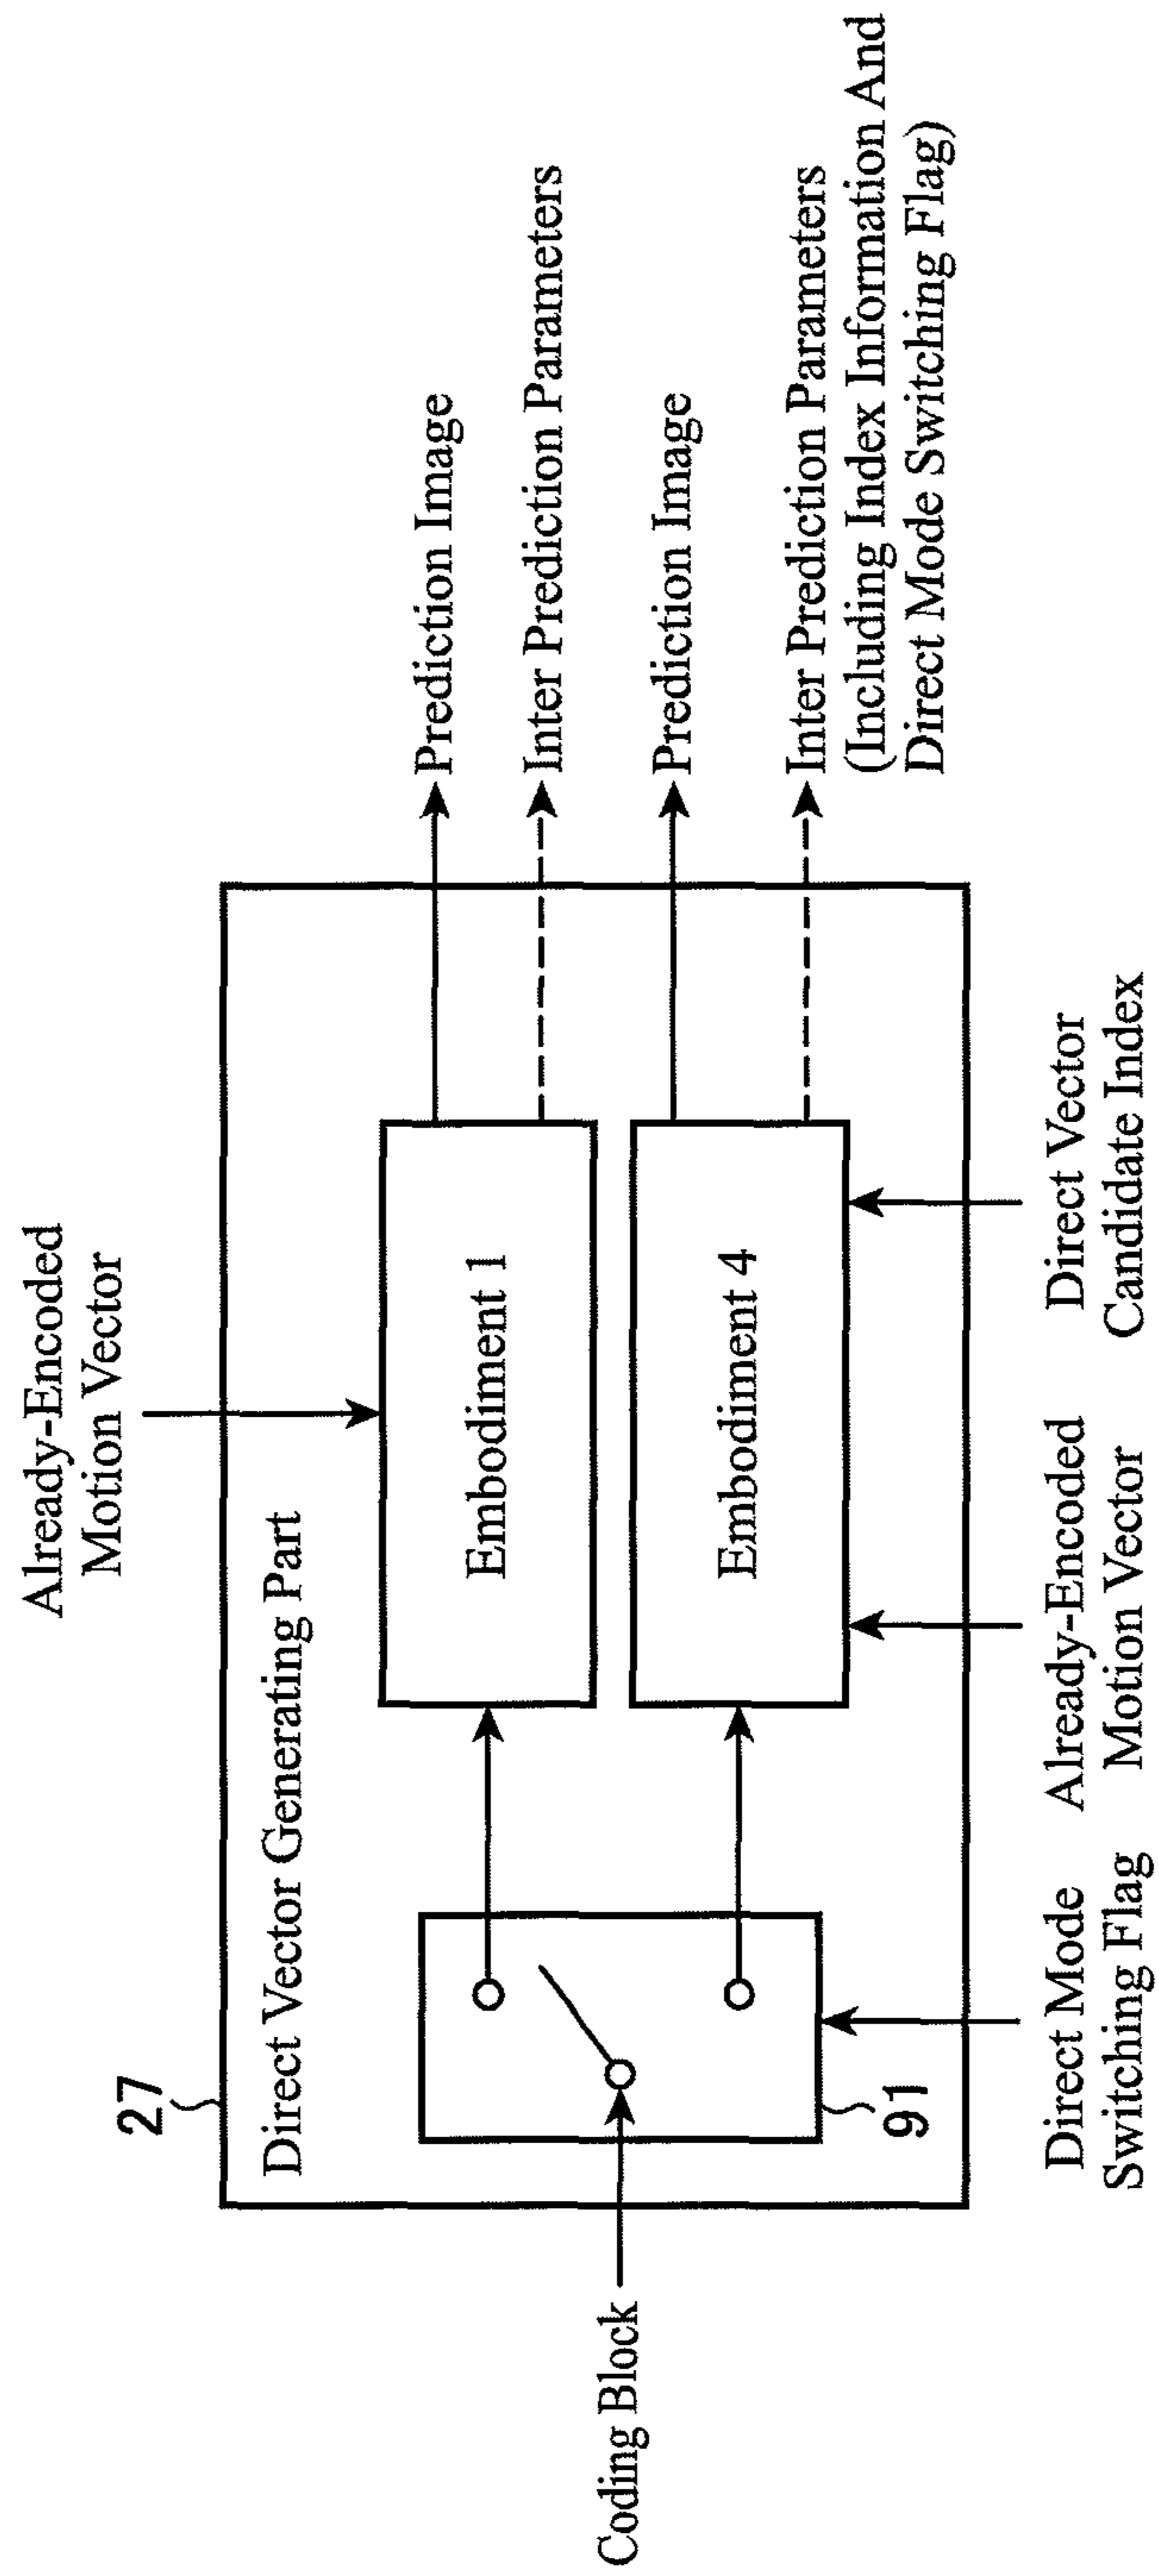 Already-Encoded
Motion Vector
27
Direct Vector Generating Part
Coding Block
91
Embodiment 1
Embodiment 4
Prediction Image
Inter Prediction Parameters
Prediction Image
Inter Prediction Parameters
(Including Index Information And
Direct Mode Switching Flag)
Direct Mode
Switching Flag
Already-Encoded
Motion Vector
Direct Vector
Candidate Index